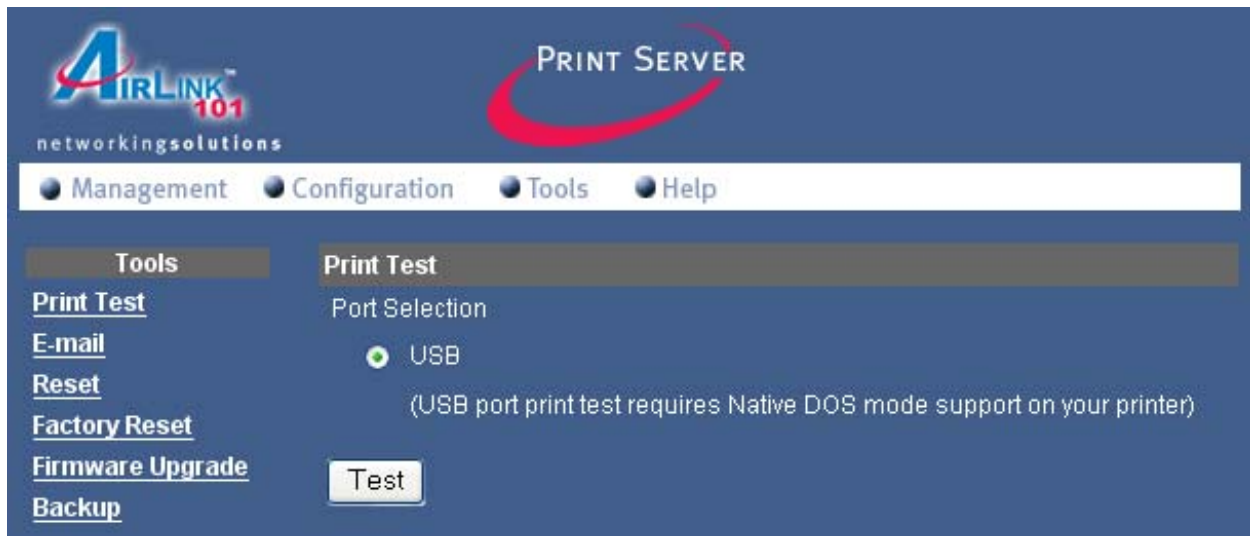 AIRLINK™
101
networkingsolutions
PRINT SERVER
Management Configuration Tools Help
Tools
Print Test
E-mail
Reset
Factory Reset
Firmware Upgrade
Backup
Print Test
Port Selection
USB
(USB port print test requires Native DOS mode support on your printer)
Test